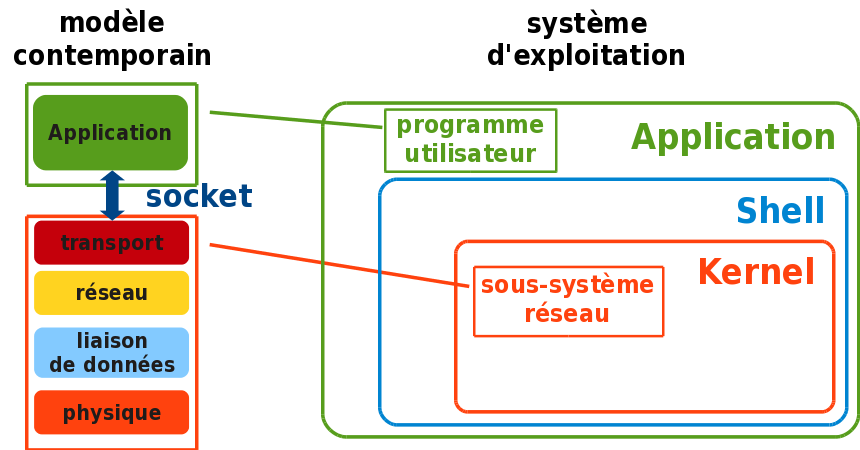 modèle
contemporain
système
d'exploitation
Application
socket
transport
réseau
liaison
de données
physique
programme
utilisateur
Application
Shell
Kernel
sous-système
réseau